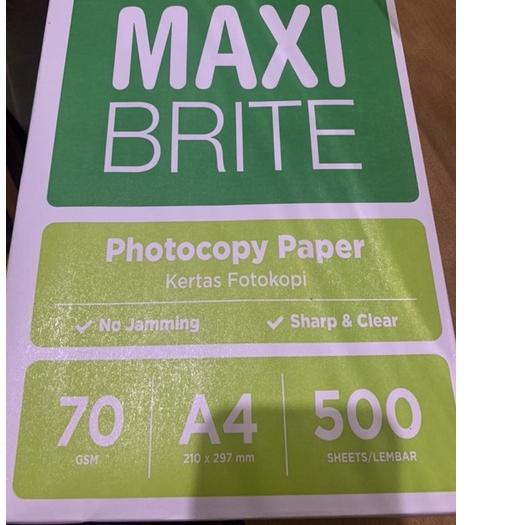 MAXI
BRITE
Photocopy Paper
Kertas Fotokopi
No Jamming
Sharp & Clear
70
GSM
A4
210 x 297 mm
500
SHEETS/LEMBAR